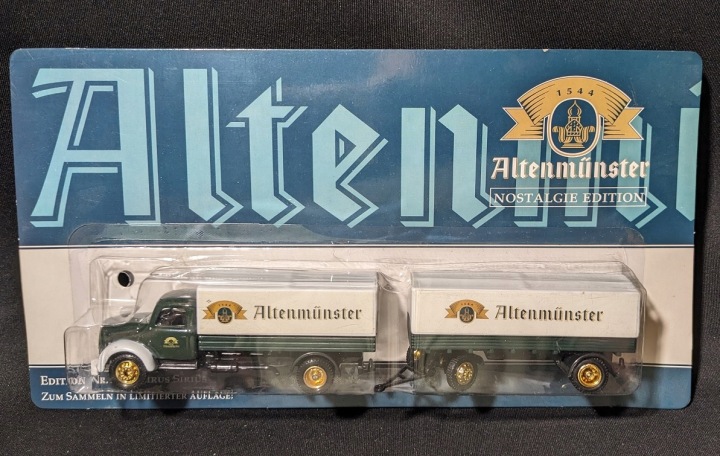 Altenmü
1544
Altenmünster
NOSTALGIE EDITION
1544
Altenmünster
1544
Altenmünster
EDITION NR.
ZUM SAMMELN IN LIMITIERTER AUFLAGE!